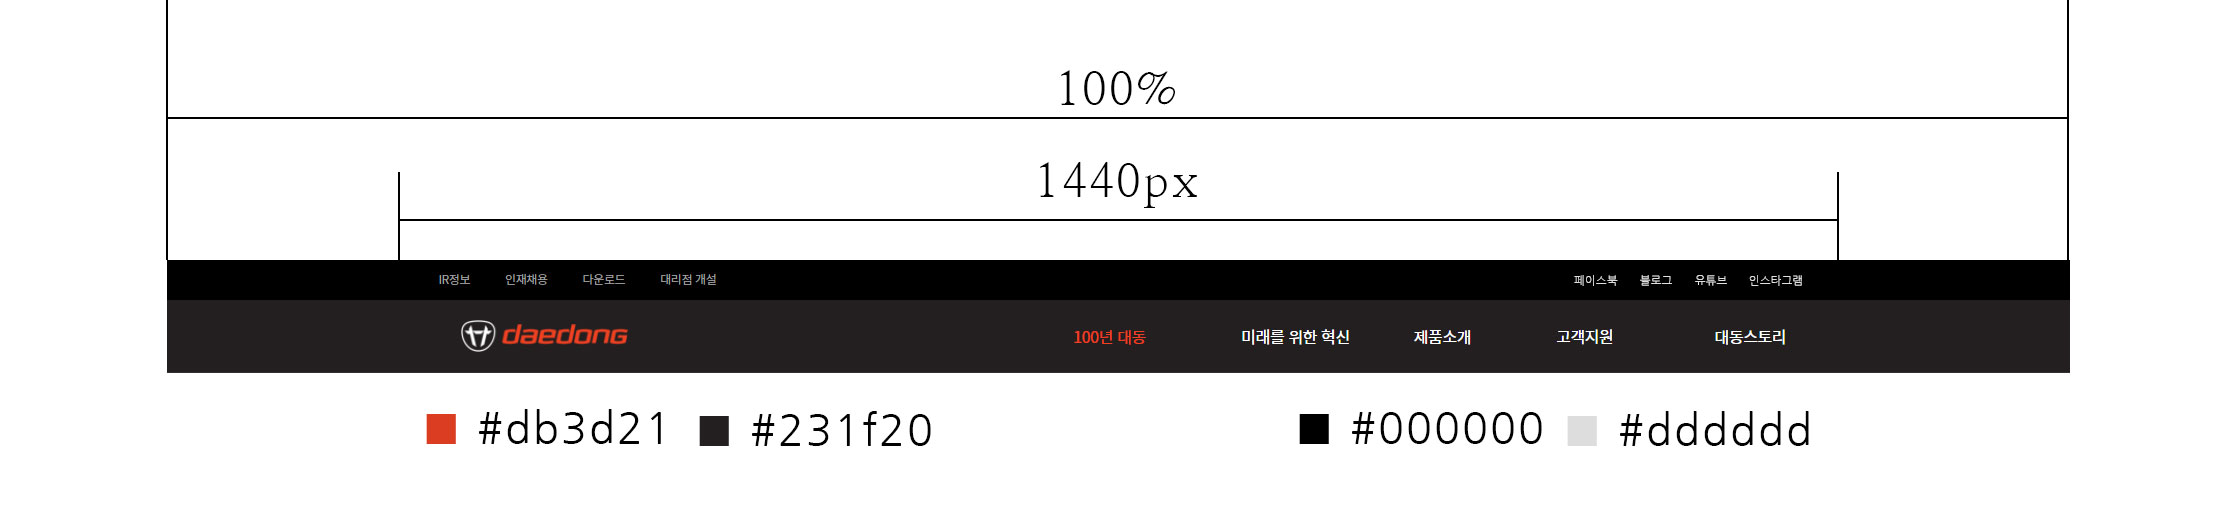 100%
1440px
IR정보 인재채용 다운로드 대리점 개설 페이스북 블로그 유튜브 인스타그램
daedong 100년 대동 미래를 위한 혁신 제품소개 고객지원 대동스토리
#db3d21 #231f20 #000000 #dddddd